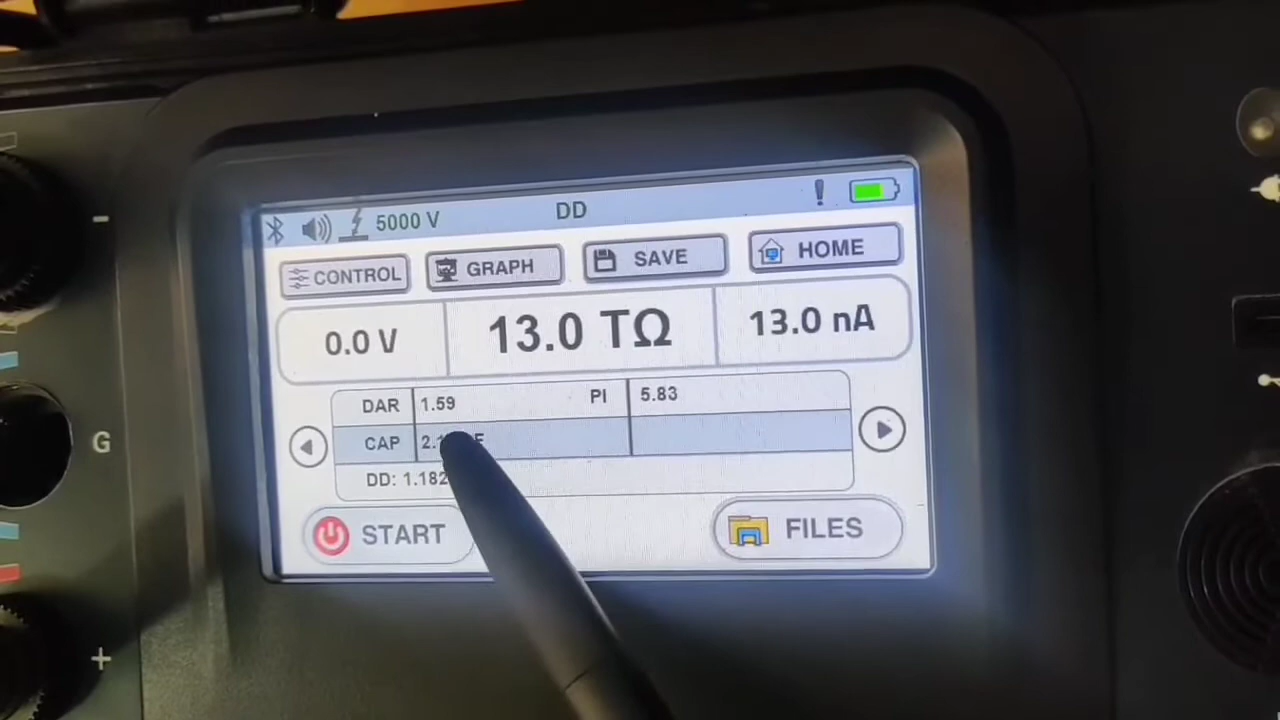 5000 V DD
CONTROL GRAPH SAVE HOME
0.0 V 13.0 TΩ 13.0 nA
DAR 1.59 PI 5.83
CAP
DD: 1.182
START FILES
-
G
+